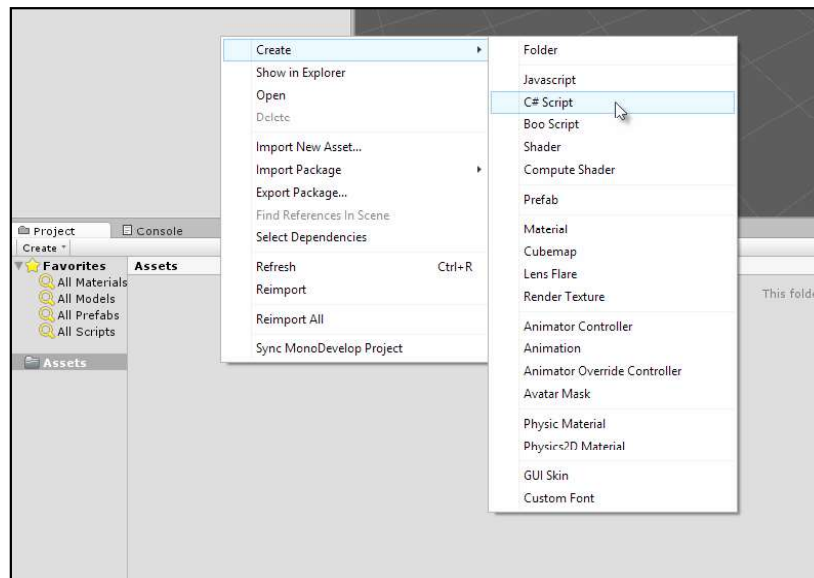 Create
Show in Explorer
Open
Delete
Import New Asset...
Import Package
Export Package...
Find References In Scene
Select Dependencies
Refresh Ctrl+R
Reimport
Reimport All
Sync MonoDevelop Project
Folder
Javascript
C# Script
Boo Script
Shader
Compute Shader
Prefab
Material
Cubemap
Lens Flare
Render Texture
Animator Controller
Animation
Animator Override Controller
Avatar Mask
Physic Material
Physics2D Material
GUI Skin
Custom Font
Project Console
Create
Favorites Assets
All Materials
All Models
All Prefabs
All Scripts
Assets
This